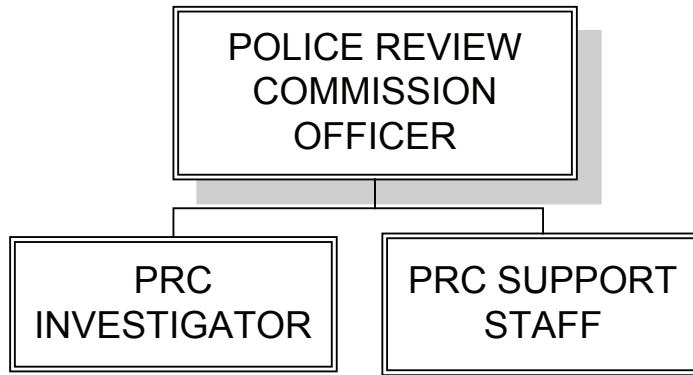 POLICE REVIEW
COMMISSION
OFFICER
PRC
INVESTIGATOR
PRC SUPPORT
STAFF